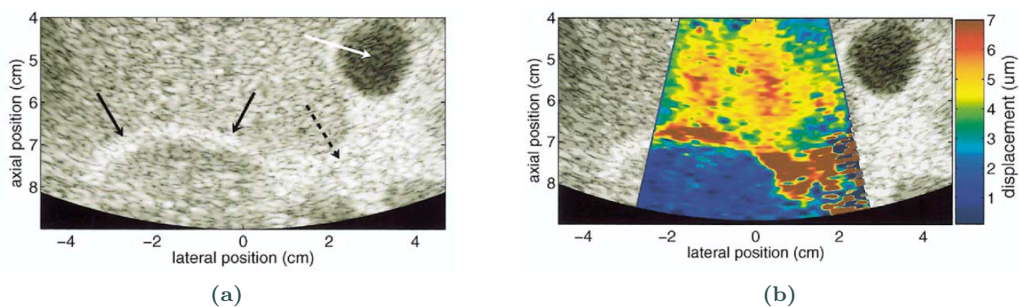 4
5
6
7
8
axial position (cm)
−4 −2 0 2 4
lateral position (cm)
(a)
4
5
6
7
8
axial position (cm)
−4 −2 0 2 4
lateral position (cm)
7
6
5
4
3
2
1
displacement (um)
(b)